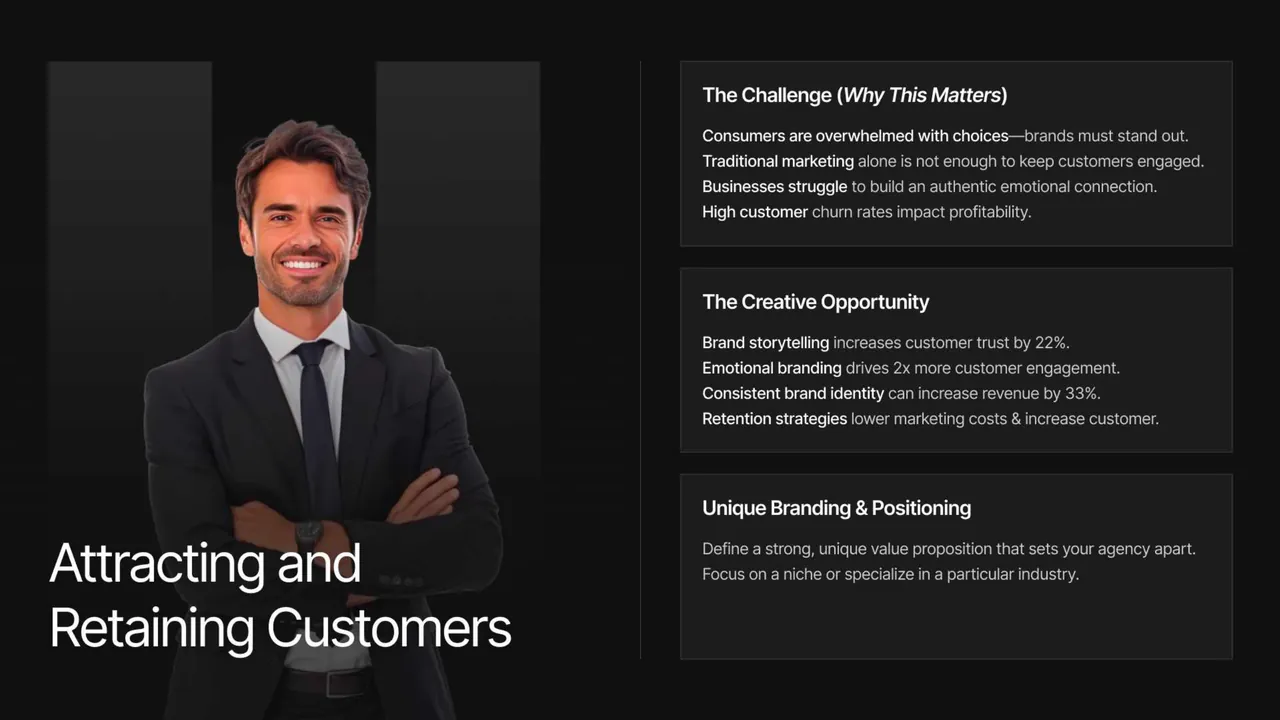 Attracting and
Retaining Customers
The Challenge (Why This Matters)
Consumers are overwhelmed with choices—brands must stand out.
Traditional marketing alone is not enough to keep customers engaged.
Businesses struggle to build an authentic emotional connection.
High customer churn rates impact profitability.
The Creative Opportunity
Brand storytelling increases customer trust by 22%.
Emotional branding drives 2x more customer engagement.
Consistent brand identity can increase revenue by 33%.
Retention strategies lower marketing costs & increase customer.
Unique Branding & Positioning
Define a strong, unique value proposition that sets your agency apart.
Focus on a niche or specialize in a particular industry.